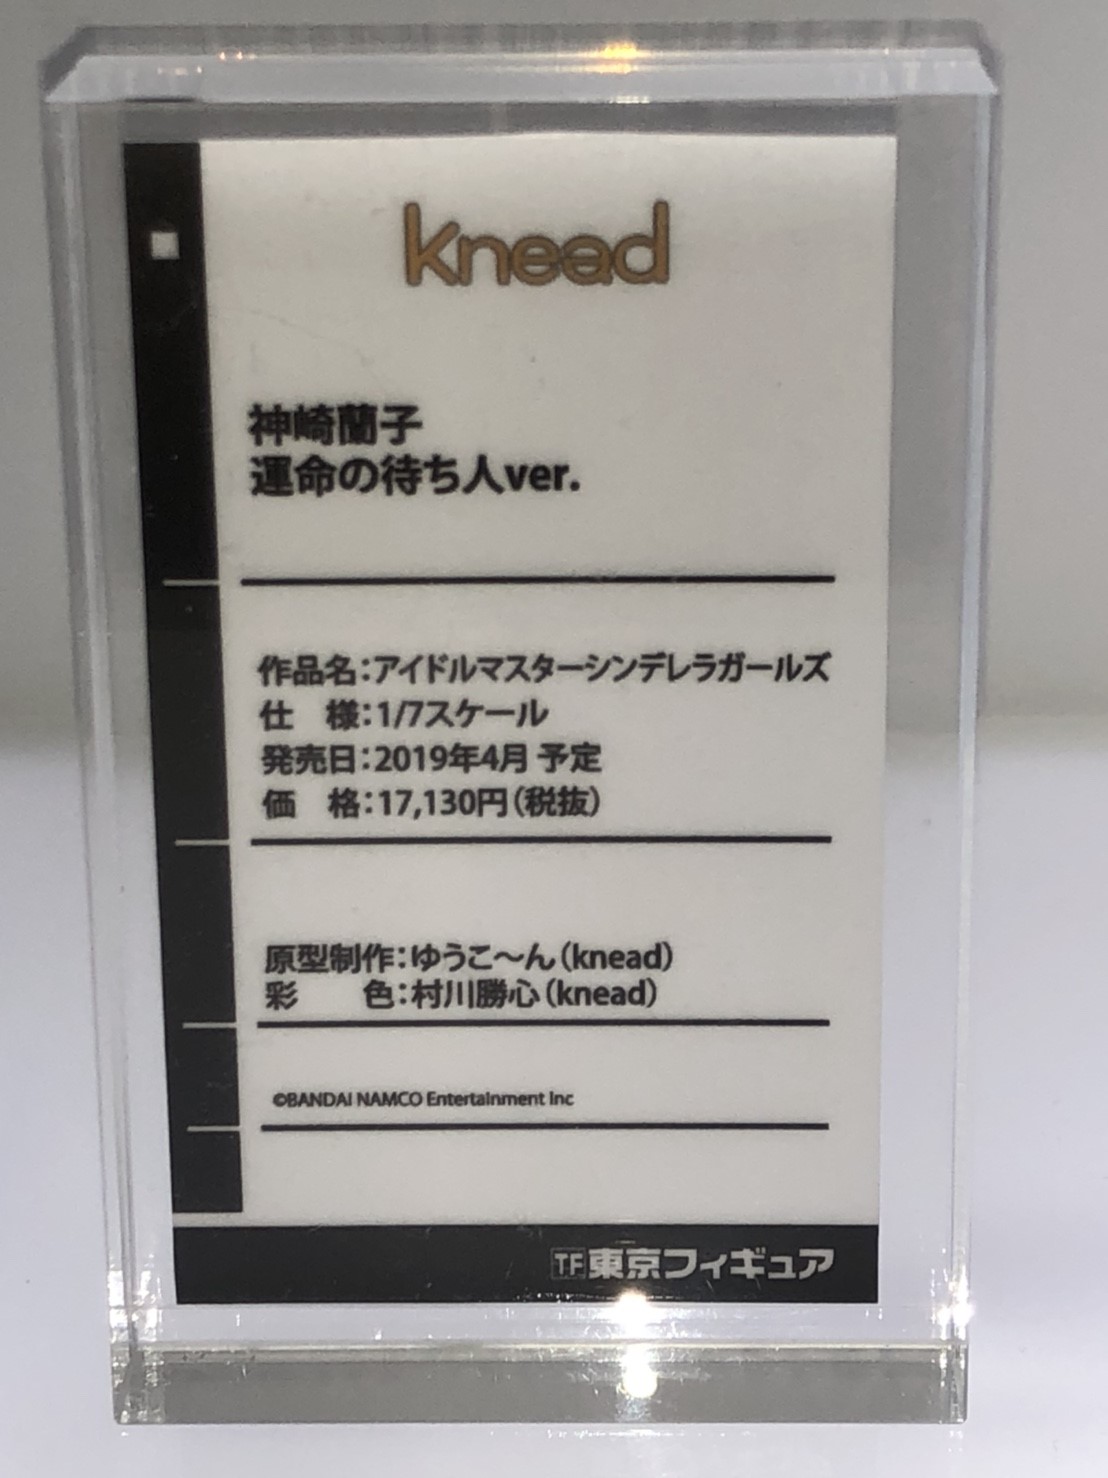 knead
神崎蘭子
運命の待ち人ver.
作品名:アイドルマスターシンデレラガールズ
仕　様:1/7スケール
発売日:2019年4月 予定
価　格:17,130円(税抜)
原型制作:ゆうこ〜ん(knead)
彩　　色:村川勝心(knead)
©BANDAI NAMCO Entertainment Inc
TF東京フィギュア